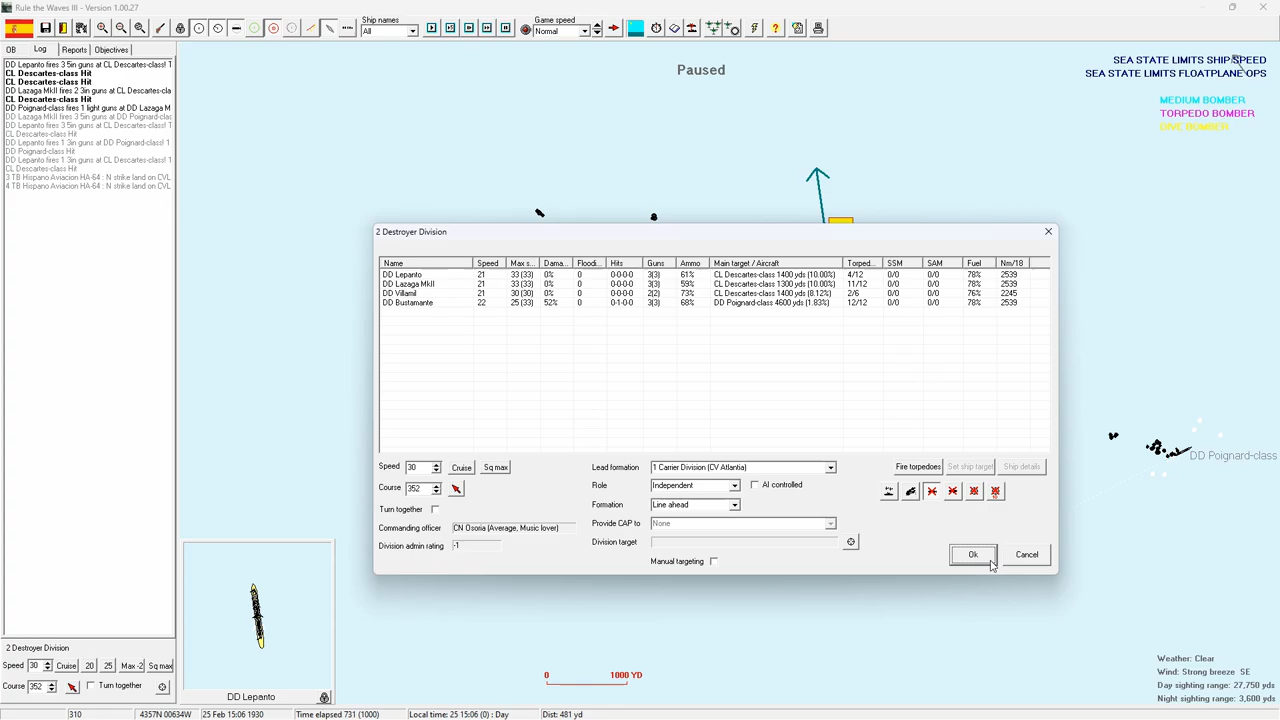 Rule the Waves III - Version 1.00.27
Ship names
All
Game speed
Normal
OB Log Reports Objectives
DD Lepanto fires 3 5in guns at CL Descartes-class! T
CL Descartes-class Hit
CL Descartes-class Hit
DD Lazaga MkII fires 2 3in guns at CL Descartes-cla
CL Descartes-class Hit
DD Poignard-class fires 1 light guns at DD Lazaga M
DD Lazaga MkII fires 3 5in guns at DD Poignard-clas
DD Lepanto fires 3 5in guns at CL Descartes-class! T
CL Descartes-class Hit
DD Lepanto fires 1 3in guns at DD Poignard-class! T
DD Poignard-class Hit
DD Lepanto fires 1 3in guns at CL Descartes-class! T
CL Descartes-class Hit
3 TB Hispano Aviacion HA-64 : N strike land on CVL
4 TB Hispano Aviacion HA-64 : N strike land on CVL
Paused
SEA STATE LIMITS SHIP SPEED
SEA STATE LIMITS FLOATPLANE OPS
MEDIUM BOMBER
TORPEDO BOMBER
DIVE BOMBER
2 Destroyer Division
Name Speed Max s... Dama... Floodi... Hits Guns Ammo Main target / Aircraft Torped... SSM SAM Fuel Nm/18
DD Lepanto 21 33 (33) 0% 0 0-0-0-0 3(3) 61% CL Descartes-class 1400 yds (10.00%) 4/12 0/0 0/0 78% 2539
DD Lazaga MkII 21 33 (33) 0% 0 0-0-0-0 3(3) 59% CL Descartes-class 1300 yds (10.00%) 11/12 0/0 0/0 78% 2539
DD Villamil 21 30 (30) 0% 0 0-0-0-0 2(2) 73% CL Descartes-class 1400 yds (8.12%) 2/6 0/0 0/0 76% 2245
DD Bustamante 22 25 (33) 52% 0 0-1-0-0 3(3) 68% DD Poignard-class 4600 yds (1.83%) 12/12 0/0 0/0 78% 2539
Speed 30 Cruise Sq max
Course 352
Turn together
Commanding officer CN Osoria (Average, Music lover)
Division admin rating -1
Lead formation 1 Carrier Division (CV Atlantia)
Role Independent AI controlled
Formation Line ahead
Provide CAP to None
Division target
Manual targeting
Fire torpedoes Set ship target Ship details
Ok Cancel
DD Poignard-class
DD Lepanto
2 Destroyer Division
Speed 30 Cruise 20 25 Max -2 Sq max
Course 352 Turn together
0 1000 YD
Weather: Clear
Wind: Strong breeze SE
Day sighting range: 27,750 yds
Night sighting range: 3,600 yds
310 4357N 00634W 25 Feb 15:06 1930 Time elapsed 731 (1000) Local time: 25 15:06 (0) : Day Dist: 481 yd